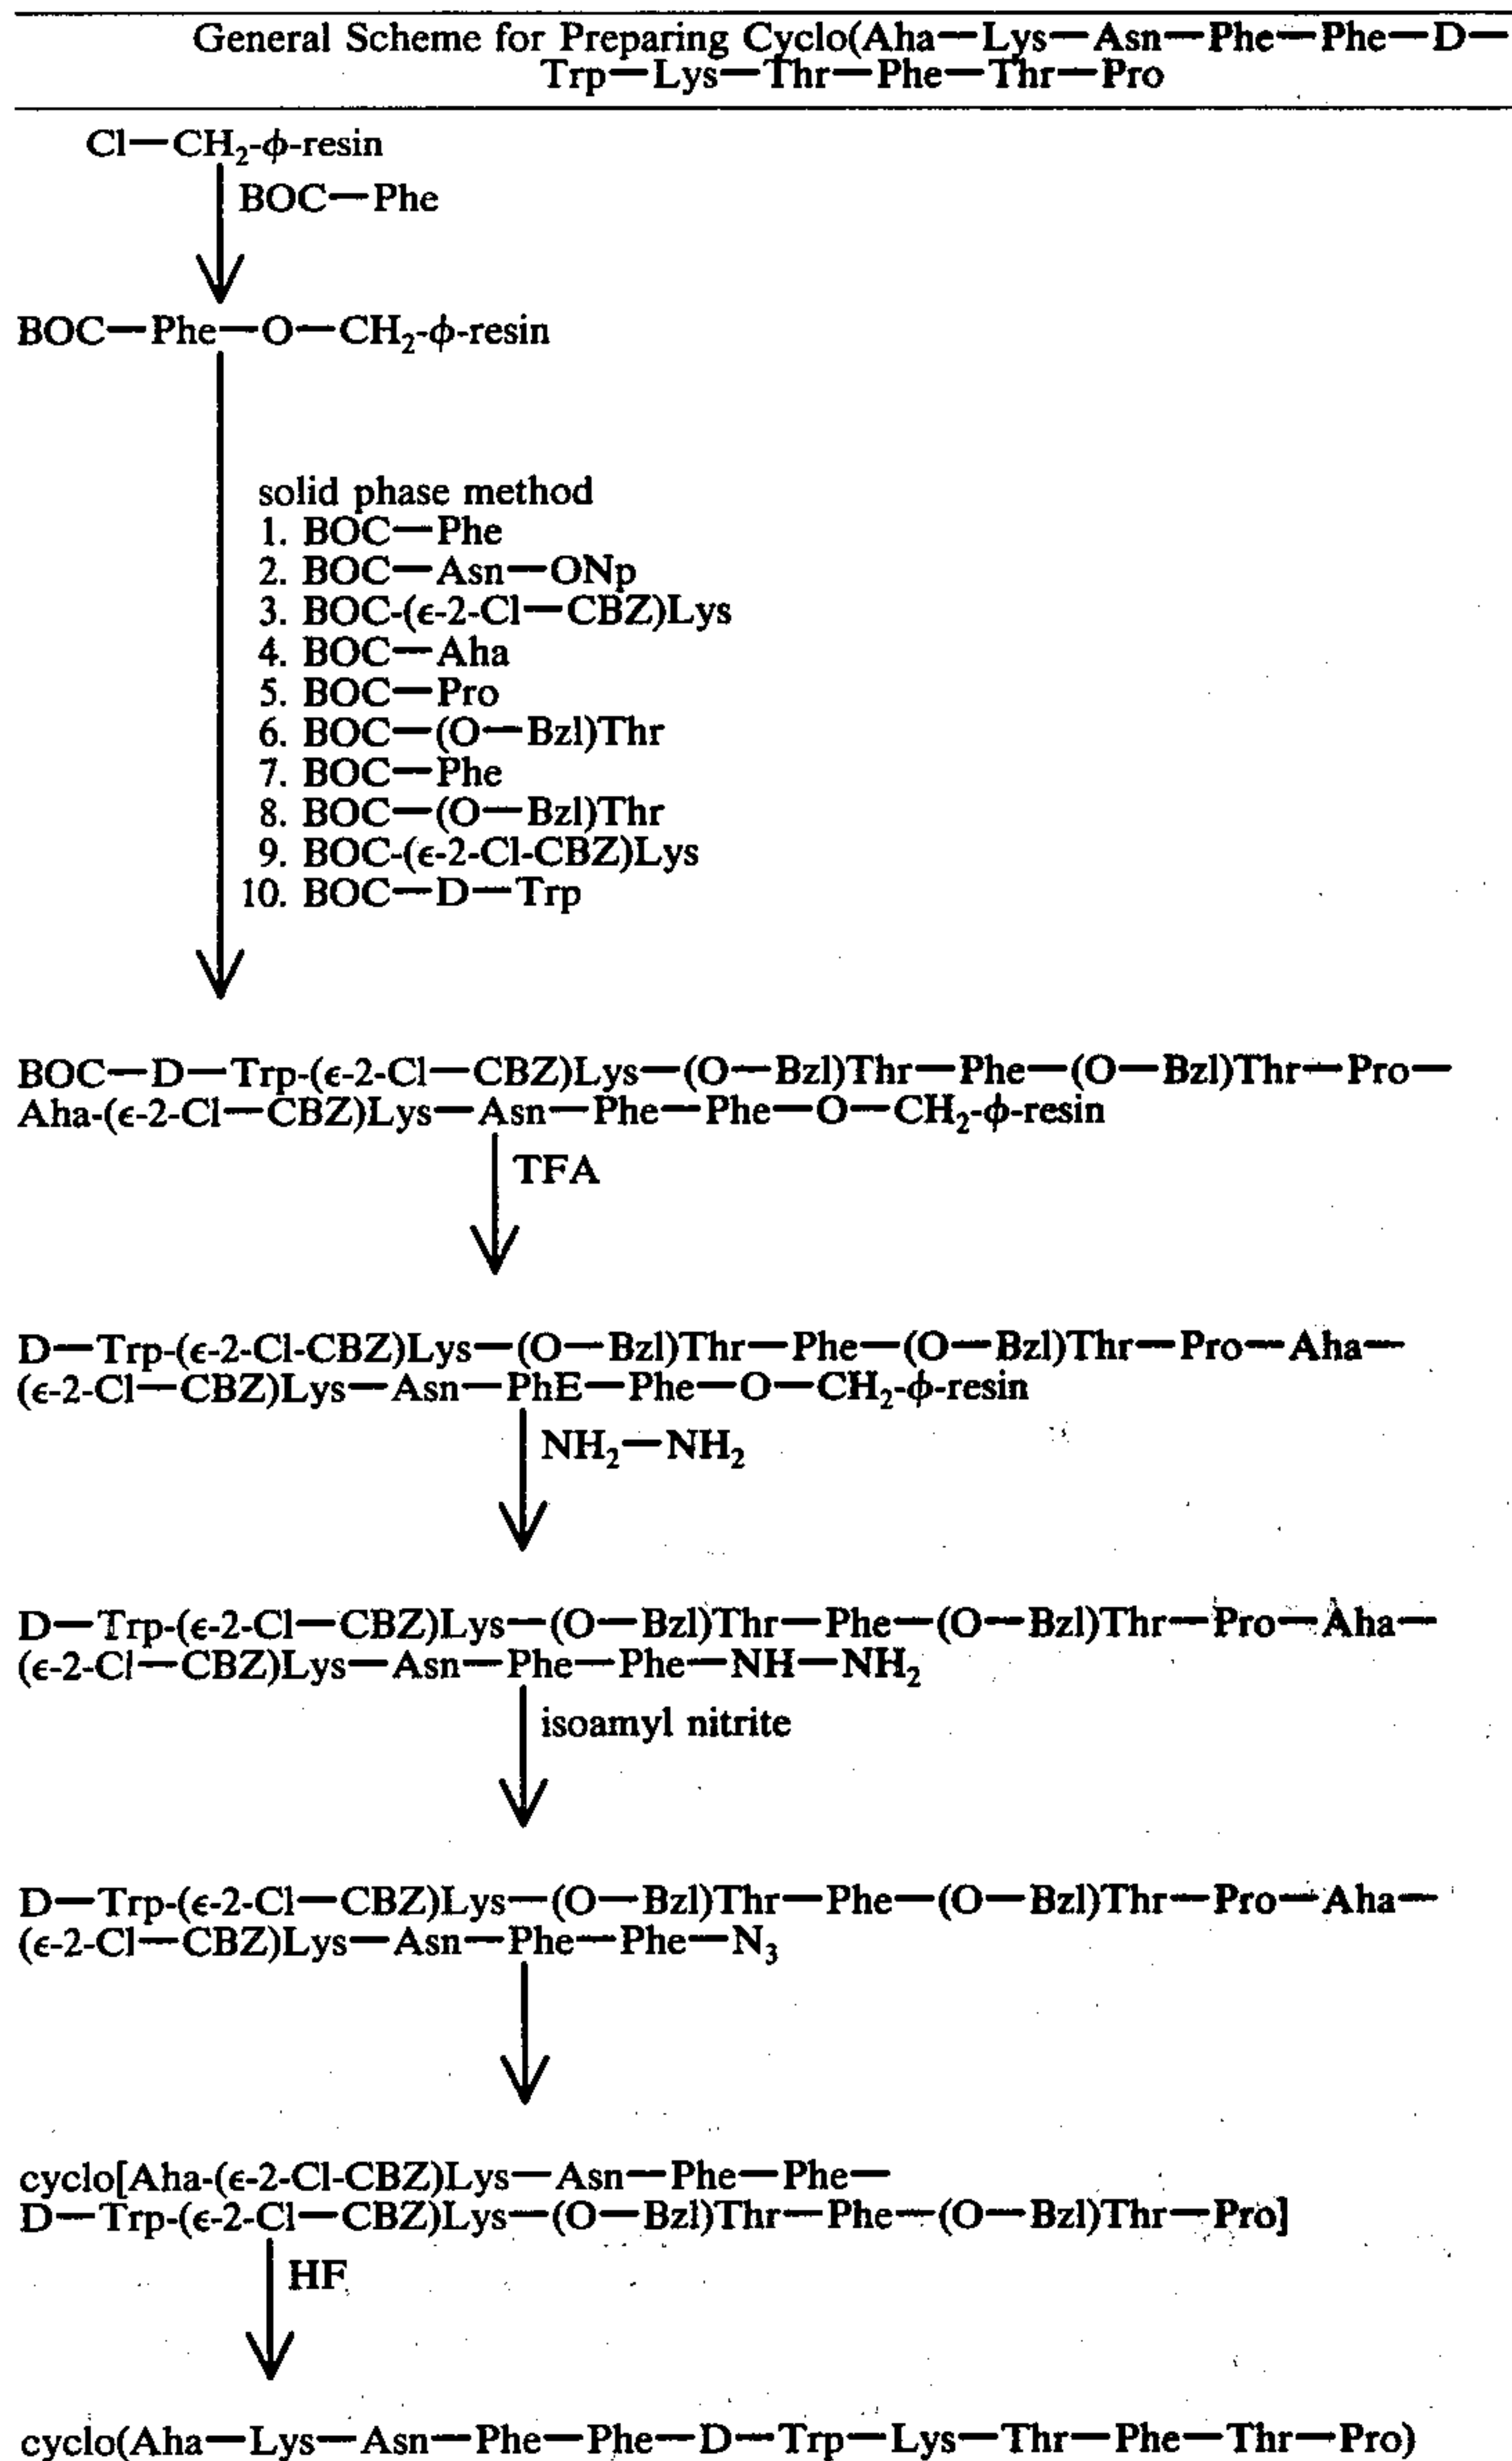 General Scheme for Preparing Cyclo(Aha—Lys—Asn—Phe—Phe—D—
Trp—Lys—Thr—Phe—Thr—Pro
Cl—CH₂-ϕ-resin
BOC—Phe
BOC—Phe—O—CH₂-ϕ-resin
solid phase method
1. BOC—Phe
2. BOC—Asn—ONp
3. BOC-(ϵ-2-Cl—CBZ)Lys
4. BOC—Aha
5. BOC—Pro
6. BOC—(O—Bzl)Thr
7. BOC—Phe
8. BOC—(O—Bzl)Thr
9. BOC-(ϵ-2-Cl-CBZ)Lys
10. BOC—D—Trp
BOC—D—Trp-(ϵ-2-Cl—CBZ)Lys—(O—Bzl)Thr—Phe—(O—Bzl)Thr—Pro—
Aha-(ϵ-2-Cl—CBZ)Lys—Asn—Phe—Phe—O—CH₂-ϕ-resin
TFA
D—Trp-(ϵ-2-Cl-CBZ)Lys—(O—Bzl)Thr—Phe—(O—Bzl)Thr—Pro—Aha—
(ϵ-2-Cl—CBZ)Lys—Asn—PhE—Phe—O—CH₂-ϕ-resin
NH₂—NH₂
D—Trp-(ϵ-2-Cl—CBZ)Lys—(O—Bzl)Thr—Phe—(O—Bzl)Thr—Pro—Aha—
(ϵ-2-Cl—CBZ)Lys—Asn—Phe—Phe—NH—NH₂
isoamyl nitrite
D—Trp-(ϵ-2-Cl—CBZ)Lys—(O—Bzl)Thr—Phe—(O—Bzl)Thr—Pro—Aha—
(ϵ-2-Cl—CBZ)Lys—Asn—Phe—Phe—N₃
cyclo[Aha-(ϵ-2-Cl-CBZ)Lys—Asn—Phe—Phe—
D—Trp-(ϵ-2-Cl—CBZ)Lys—(O—Bzl)Thr—Phe—(O—Bzl)Thr—Pro]
HF
cyclo(Aha—Lys—Asn—Phe—Phe—D—Trp—Lys—Thr—Phe—Thr—Pro)